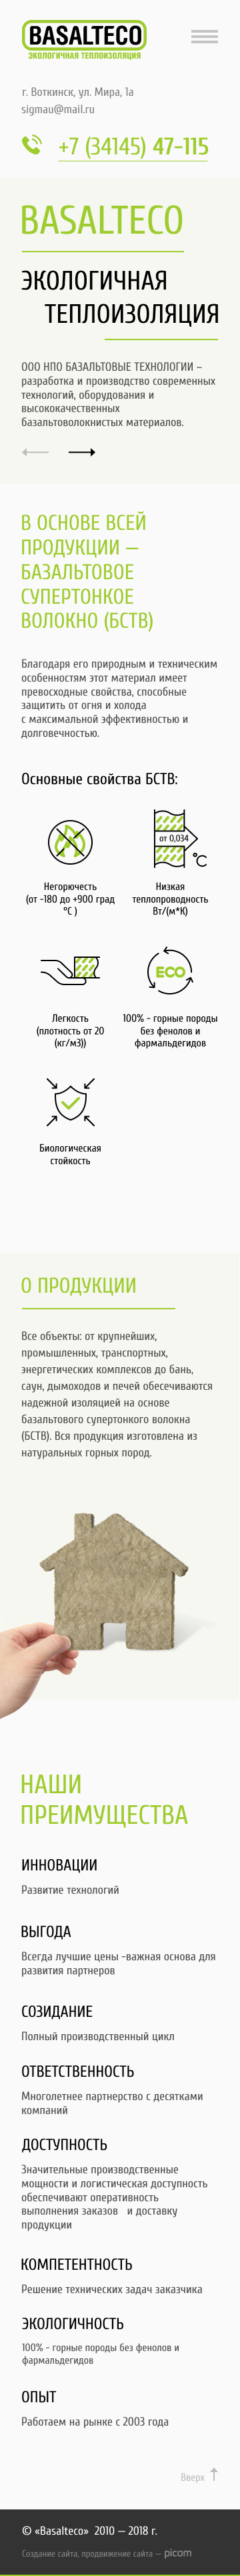 BASALTECO
ЭКОЛОГИЧНАЯ ТЕПЛОИЗОЛЯЦИЯ
г. Воткинск, ул. Мира, 1а
sigmau@mail.ru
+7 (34145) 47-115
BASALTECO
ЭКОЛОГИЧНАЯ
ТЕПЛОИЗОЛЯЦИЯ
ООО НПО БАЗАЛЬТОВЫЕ ТЕХНОЛОГИИ –
разработка и производство современных
технологий, оборудования и
высококачественных
базальтоволокнистых материалов.
В ОСНОВЕ ВСЕЙ
ПРОДУКЦИИ —
БАЗАЛЬТОВОЕ
СУПЕРТОНКОЕ
ВОЛОКНО (БСТВ)
Благодаря его природным и техническим
особенностям этот материал имеет
превосходные свойства, способные
защитить от огня и холода
с максимальной эффективностью и
долговечностью.
Основные свойства БСТВ:
от 0,034
°C
Негорючесть
(от -180 до +900 град
°C )
Низкая
теплопроводность
Вт/(м*К)
ECO
Легкость
(плотность от 20
(кг/м3))
100% - горные породы
без фенолов и
фармальдегидов
Биологическая
стойкость
О ПРОДУКЦИИ
Все объекты: от крупнейших,
промышленных, транспортных,
энергетических комплексов до бань,
саун, дымоходов и печей обесечиваются
надежной изоляцией на основе
базальтового супертонкого волокна
(БСТВ). Вся продукция изготовлена из
натуральных горных пород.
НАШИ
ПРЕИМУЩЕСТВА
ИННОВАЦИИ
Развитие технологий
ВЫГОДА
Всегда лучшие цены -важная основа для
развития партнеров
СОЗИДАНИЕ
Полный производственный цикл
ОТВЕТСТВЕННОСТЬ
Многолетнее партнерство с десятками
компаний
ДОСТУПНОСТЬ
Значительные производственные
мощности и логистическая доступность
обеспечивают оперативность
выполнения заказов и доставку
продукции
КОМПЕТЕНТНОСТЬ
Решение технических задач заказчика
ЭКОЛОГИЧНОСТЬ
100% - горные породы без фенолов и
фармальдегидов
ОПЫТ
Работаем на рынке с 2003 года
Вверх
© «Basalteco» 2010 — 2018 г.
Создание сайта, продвижение сайта — picom